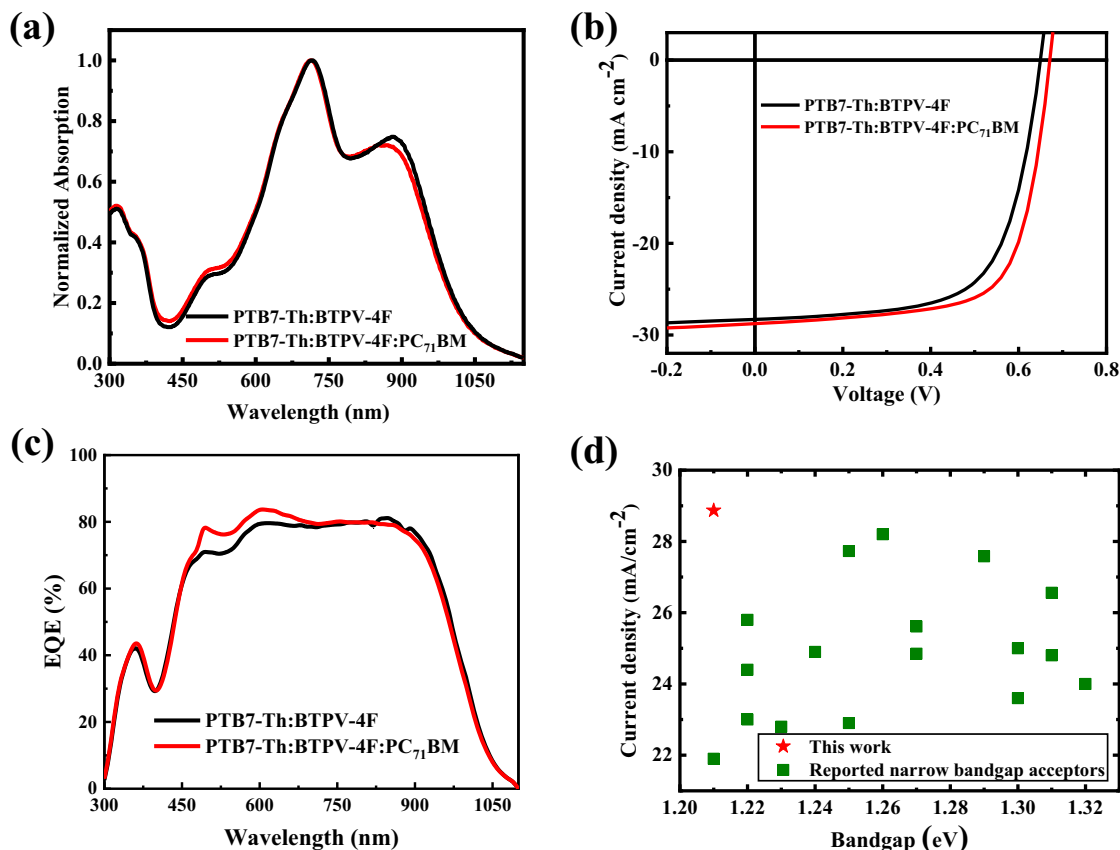 (a)
Normalized Absorption
1.0
0.8
0.6
0.4
0.2
0.0
PTB7-Th:BTPV-4F
PTB7-Th:BTPV-4F:PC₇₁BM
300 450 600 750 900 1050
Wavelength (nm)
(b)
Current density (mA cm⁻²)
0
-10
-20
-30
PTB7-Th:BTPV-4F
PTB7-Th:BTPV-4F:PC₇₁BM
-0.2 0.0 0.2 0.4 0.6 0.8
Voltage (V)
(c)
EQE (%)
100
80
60
40
20
0
PTB7-Th:BTPV-4F
PTB7-Th:BTPV-4F:PC₇₁BM
300 450 600 750 900 1050
Wavelength (nm)
(d)
Current density (mA/cm⁻²)
30
28
26
24
22
This work
Reported narrow bandgap acceptors
1.20 1.22 1.24 1.26 1.28 1.30 1.32
Bandgap (eV)